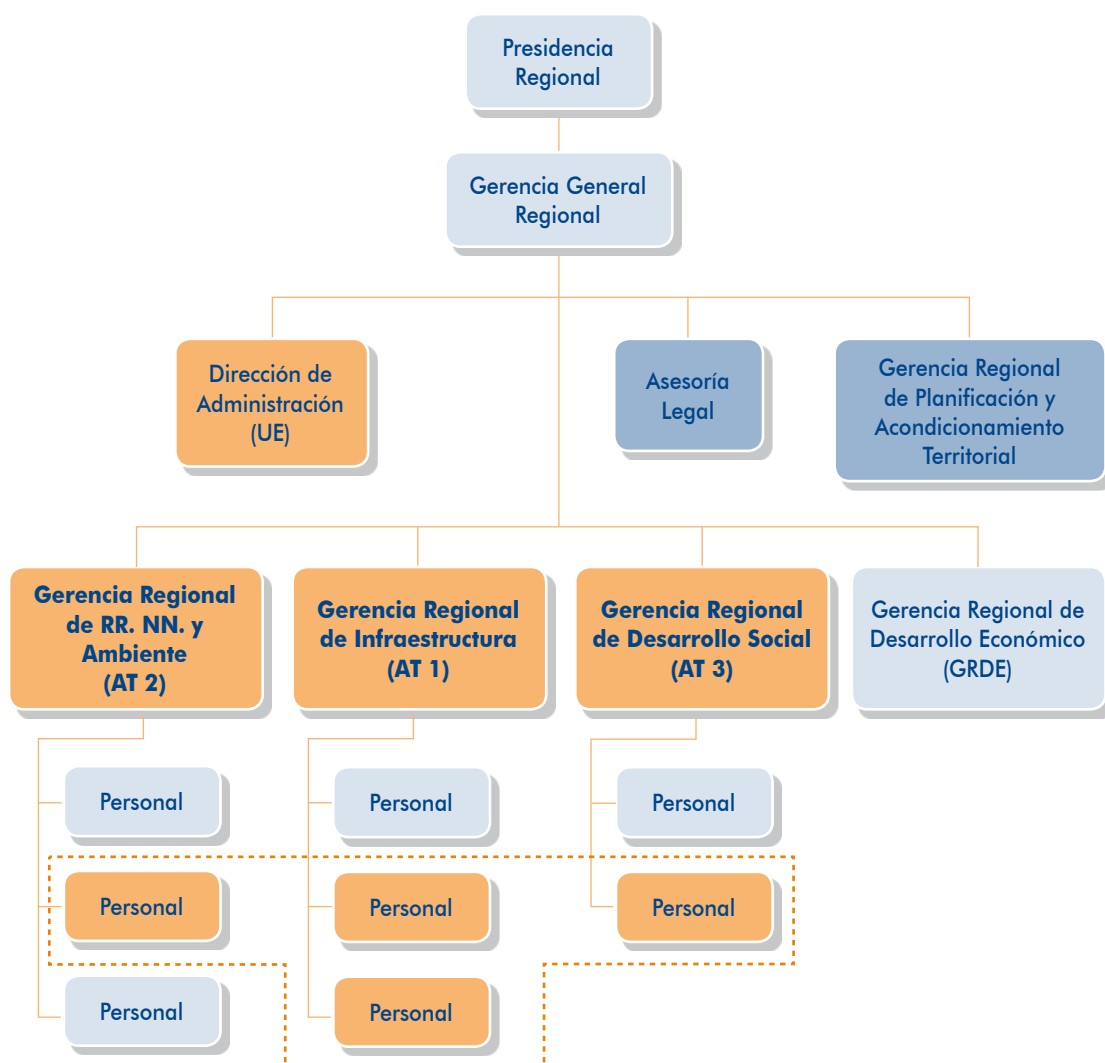 Presidencia
Regional
Gerencia General
Regional
Dirección de
Administración
(UE)
Asesoría
Legal
Gerencia Regional
de Planificación y
Acondicionamiento
Territorial
Gerencia Regional
de RR. NN. y
Ambiente
(AT 2)
Gerencia Regional
de Infraestructura
(AT 1)
Gerencia Regional
de Desarrollo Social
(AT 3)
Gerencia Regional de
Desarrollo Económico
(GRDE)
Personal
Personal
Personal
Personal
Personal
Personal
Personal
Personal